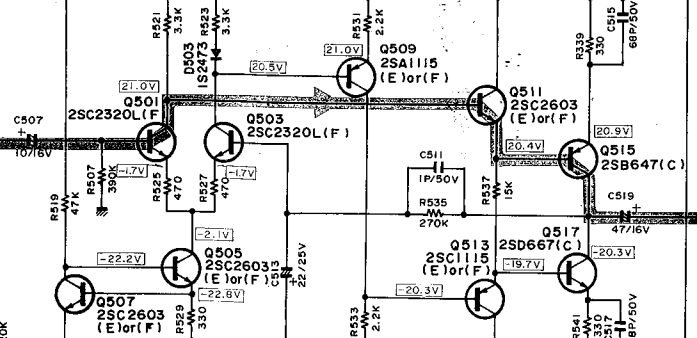 R521
3.3K
R523
3.3K
R531
2.2K
C515
68P/50V
R339
330
D503
1S2473
Q509
2SA1115
(E)or(F)
21.0V
20.5V
21.0V
Q501
2SC2320L(F
Q503
2SC2320L(F)
Q511
2SC2603
(E)or(F)
20.4V
20.9V
Q515
2SB647(C)
C507
+
10/16V
R507
390K
-1.7V
R525
470
R527
470
-1.7V
C511
1P/50V
R535
270K
R537
15K
C519
+
47/16V
R519
47K
-2.1V
-22.2V
Q505
2SC2603
(E)or(F)
C513
22/25V
+
Q513
2SC1115
(E)or(F)
Q517
2SD667(C)
-19.7V
-20.3V
-22.8V
Q507
2SC2603
(E)or(F)
R529
330
R533
2.2K
-20.3V
R541
330
C517
8P/50V
20K